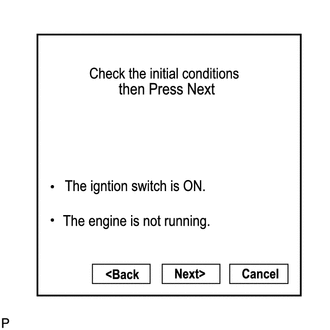 Check the initial conditions
then Press Next
• The igntion switch is ON.
• The engine is not running.
<Back Next> Cancel
P